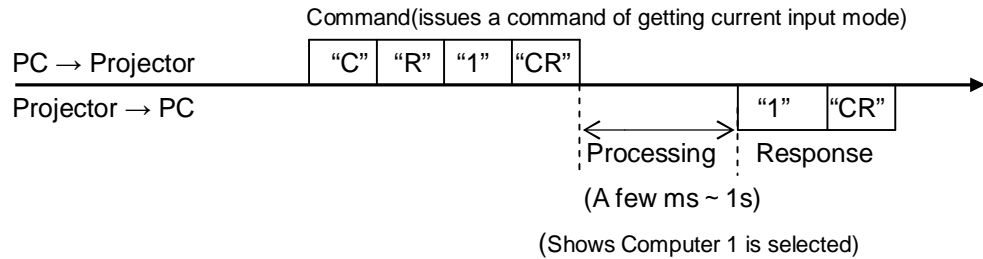 Command(issues a command of getting current input mode)
PC → Projector “C” “R” “1” “CR”
Projector → PC “1” “CR”
Processing Response
(A few ms ~ 1s)
(Shows Computer 1 is selected)